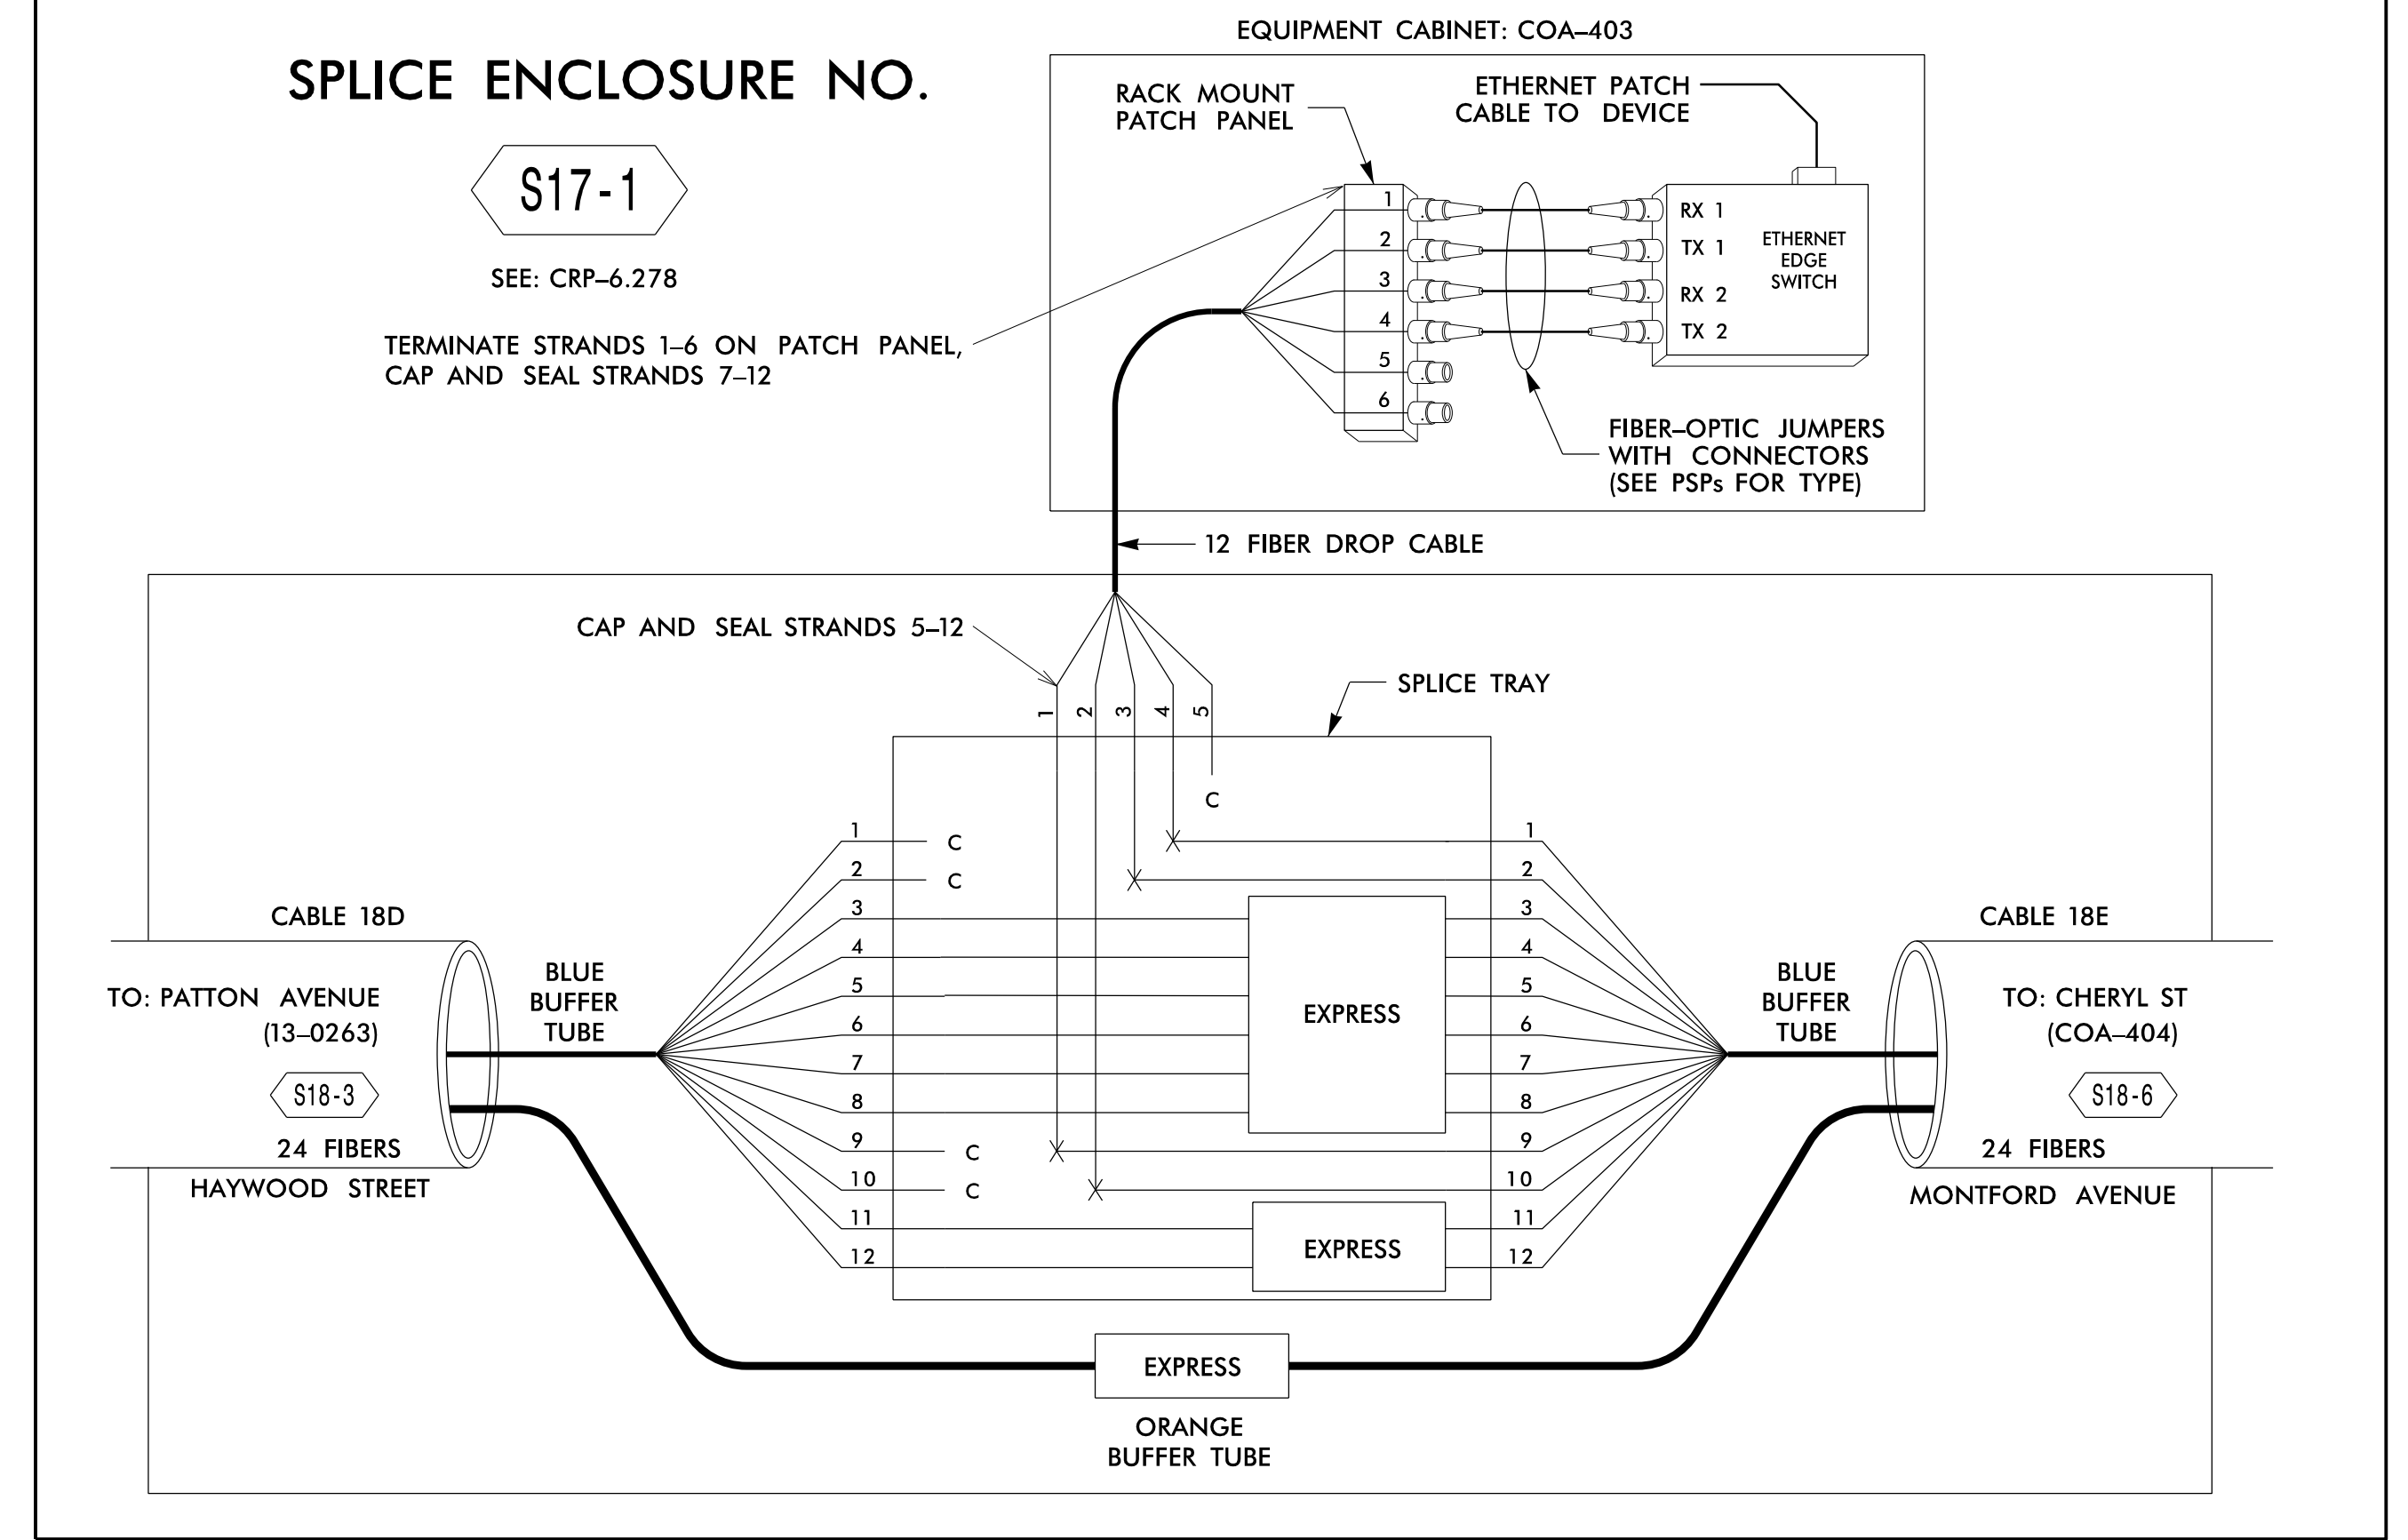 EQUIPMENT CABINET: COA–403
SPLICE ENCLOSURE NO.
S17-1
SEE: CRP–6.278
TERMINATE STRANDS 1–6 ON PATCH PANEL,
CAP AND SEAL STRANDS 7–12
RACK MOUNT
PATCH PANEL
ETHERNET PATCH
CABLE TO DEVICE
1
2
3
4
5
6
RX 1
TX 1
RX 2
TX 2
ETHERNET
EDGE
SWITCH
FIBER–OPTIC JUMPERS
WITH CONNECTORS
(SEE PSPs FOR TYPE)
12 FIBER DROP CABLE
CAP AND SEAL STRANDS 5–12
SPLICE TRAY
1
2
3
4
5
C
1
C
2
C
3
4
5
6
7
8
9
C
10
C
11
12
1
2
3
4
5
6
7
8
9
10
11
12
EXPRESS
EXPRESS
CABLE 18D
TO: PATTON AVENUE
(13–0263)
S18-3
24 FIBERS
HAYWOOD STREET
BLUE
BUFFER
TUBE
BLUE
BUFFER
TUBE
CABLE 18E
TO: CHERYL ST
(COA–404)
S18-6
24 FIBERS
MONTFORD AVENUE
EXPRESS
ORANGE
BUFFER TUBE